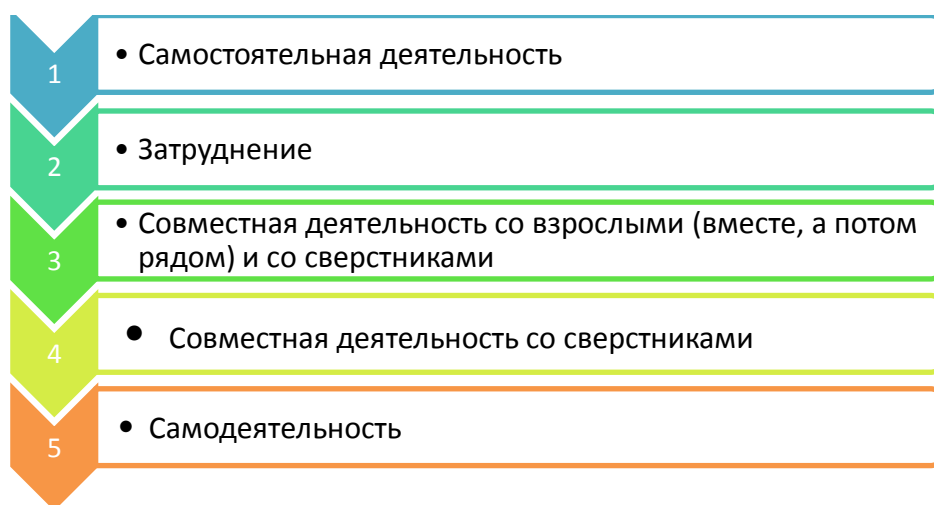 1
• Самостоятельная деятельность
2
• Затруднение
3
• Совместная деятельность со взрослыми (вместе, а потом
рядом) и со сверстниками
4
• Совместная деятельность со сверстниками
5
• Самодеятельность